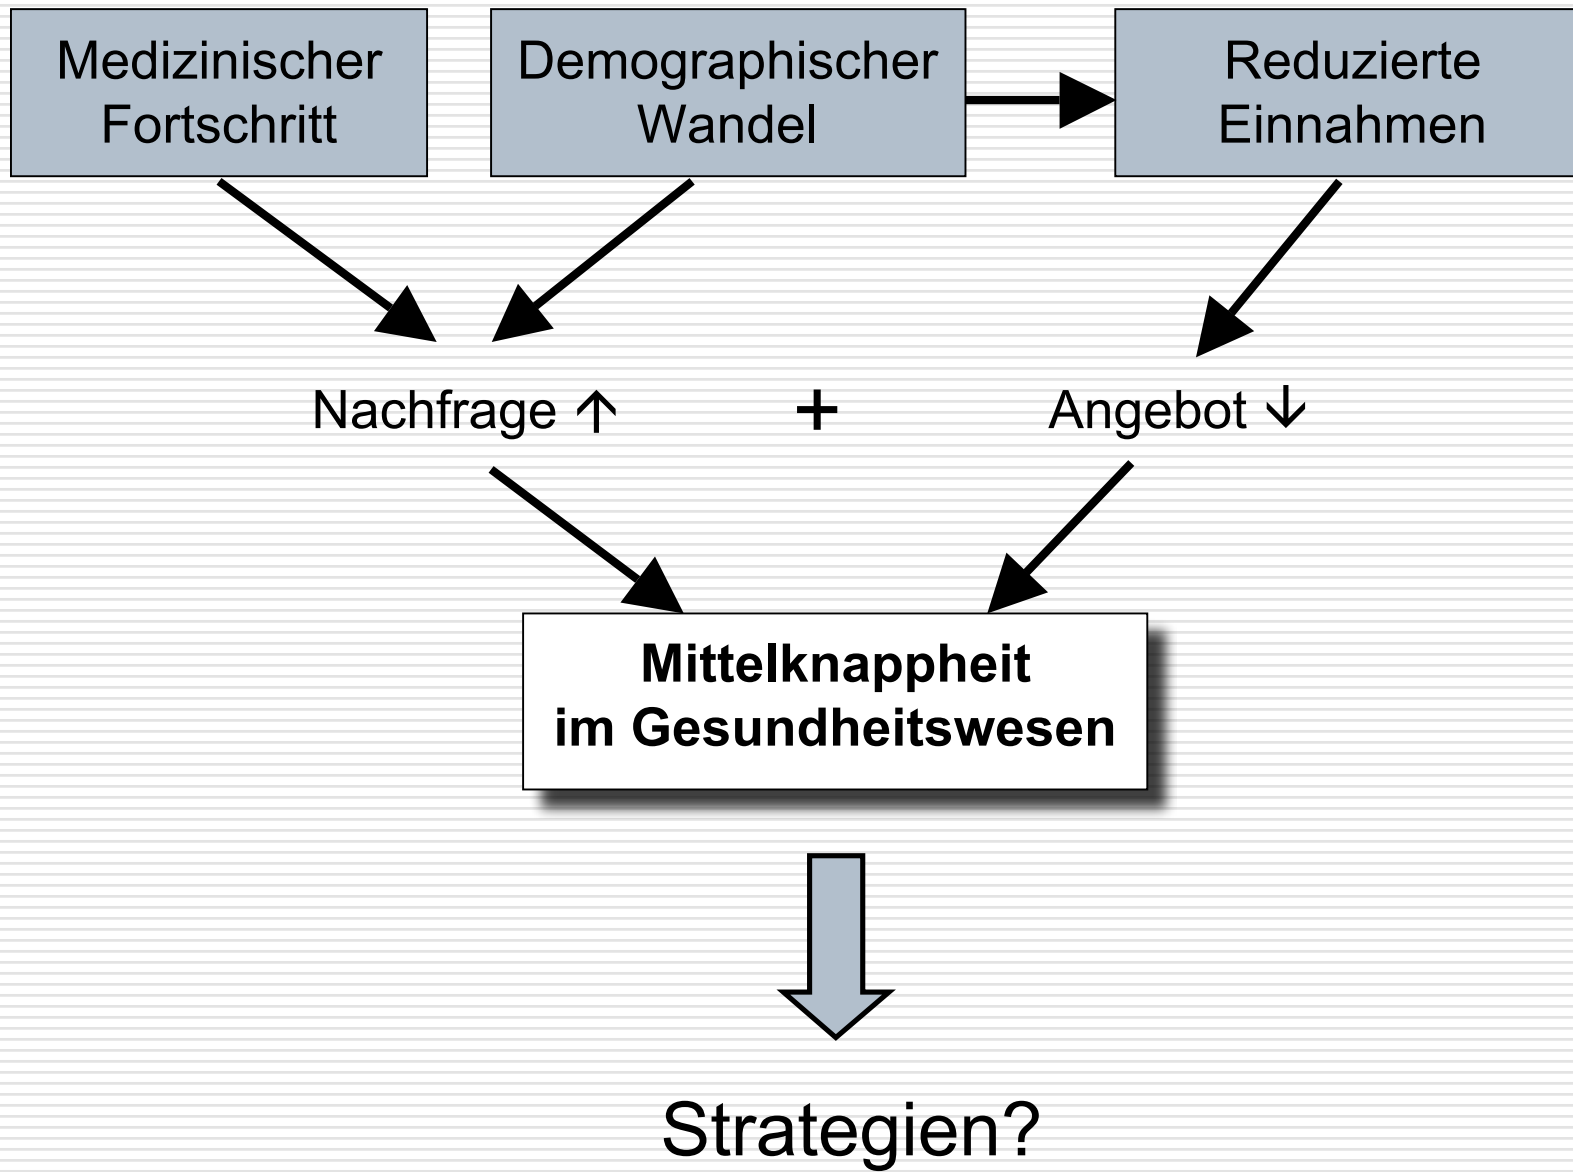 Medizinischer
Fortschritt
Demographischer
Wandel
Reduzierte
Einnahmen
Nachfrage ↑
+
Angebot ↓
Mittelknappheit
im Gesundheitswesen
Strategien?